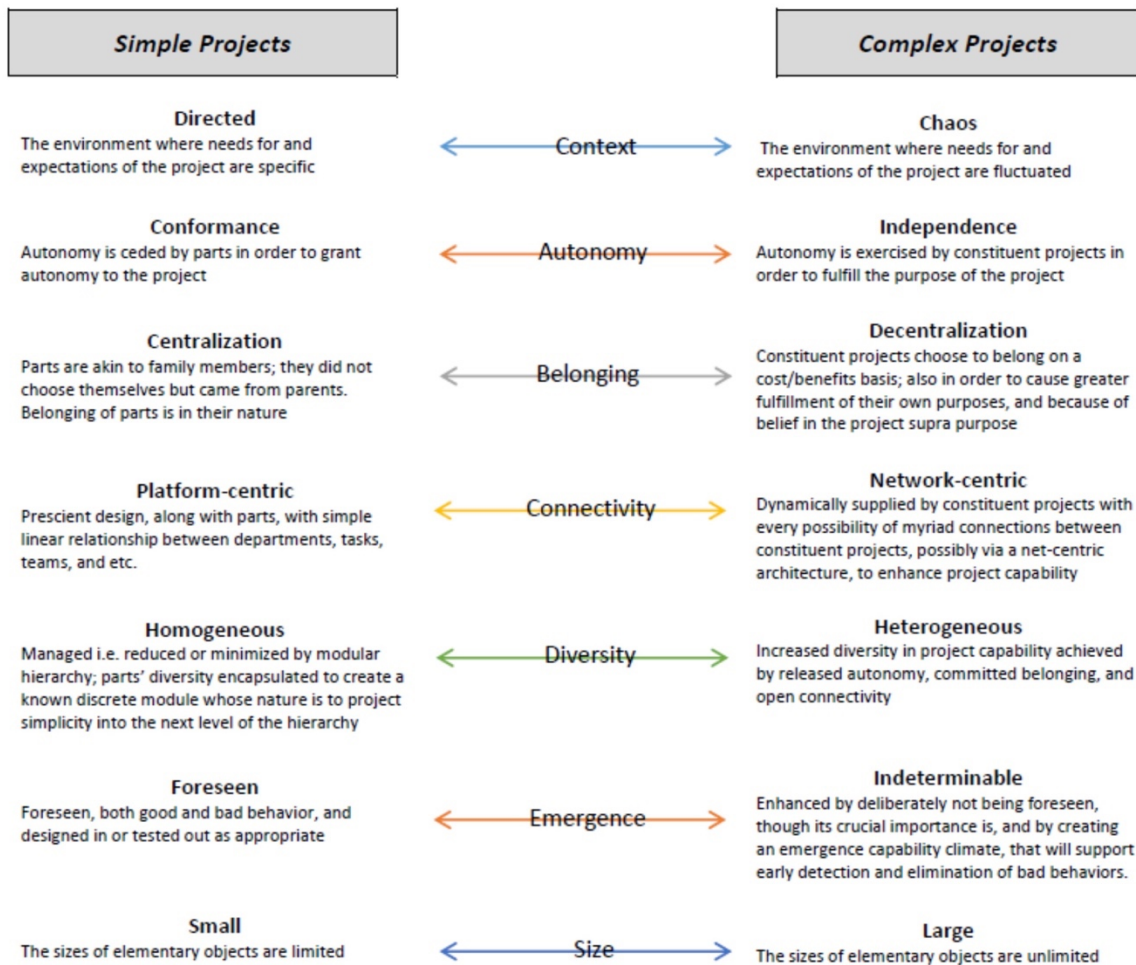 Simple Projects
Complex Projects
Directed
The environment where needs for and
expectations of the project are specific
Context
Chaos
The environment where needs for and
expectations of the project are fluctuated
Conformance
Autonomy is ceded by parts in order to grant
autonomy to the project
Autonomy
Independence
Autonomy is exercised by constituent projects in
order to fulfill the purpose of the project
Centralization
Parts are akin to family members; they did not
choose themselves but came from parents.
Belonging of parts is in their nature
Belonging
Decentralization
Constituent projects choose to belong on a
cost/benefits basis; also in order to cause greater
fulfillment of their own purposes, and because of
belief in the project supra purpose
Platform-centric
Prescient design, along with parts, with simple
linear relationship between departments, tasks,
teams, and etc.
Connectivity
Network-centric
Dynamically supplied by constituent projects with
every possibility of myriad connections between
constituent projects, possibly via a net-centric
architecture, to enhance project capability
Homogeneous
Managed i.e. reduced or minimized by modular
hierarchy; parts' diversity encapsulated to create a
known discrete module whose nature is to project
simplicity into the next level of the hierarchy
Diversity
Heterogeneous
Increased diversity in project capability achieved
by released autonomy, committed belonging, and
open connectivity
Foreseen
Foreseen, both good and bad behavior, and
designed in or tested out as appropriate
Emergence
Indeterminable
Enhanced by deliberately not being foreseen,
though its crucial importance is, and by creating
an emergence capability climate, that will support
early detection and elimination of bad behaviors.
Small
The sizes of elementary objects are limited
Size
Large
The sizes of elementary objects are unlimited